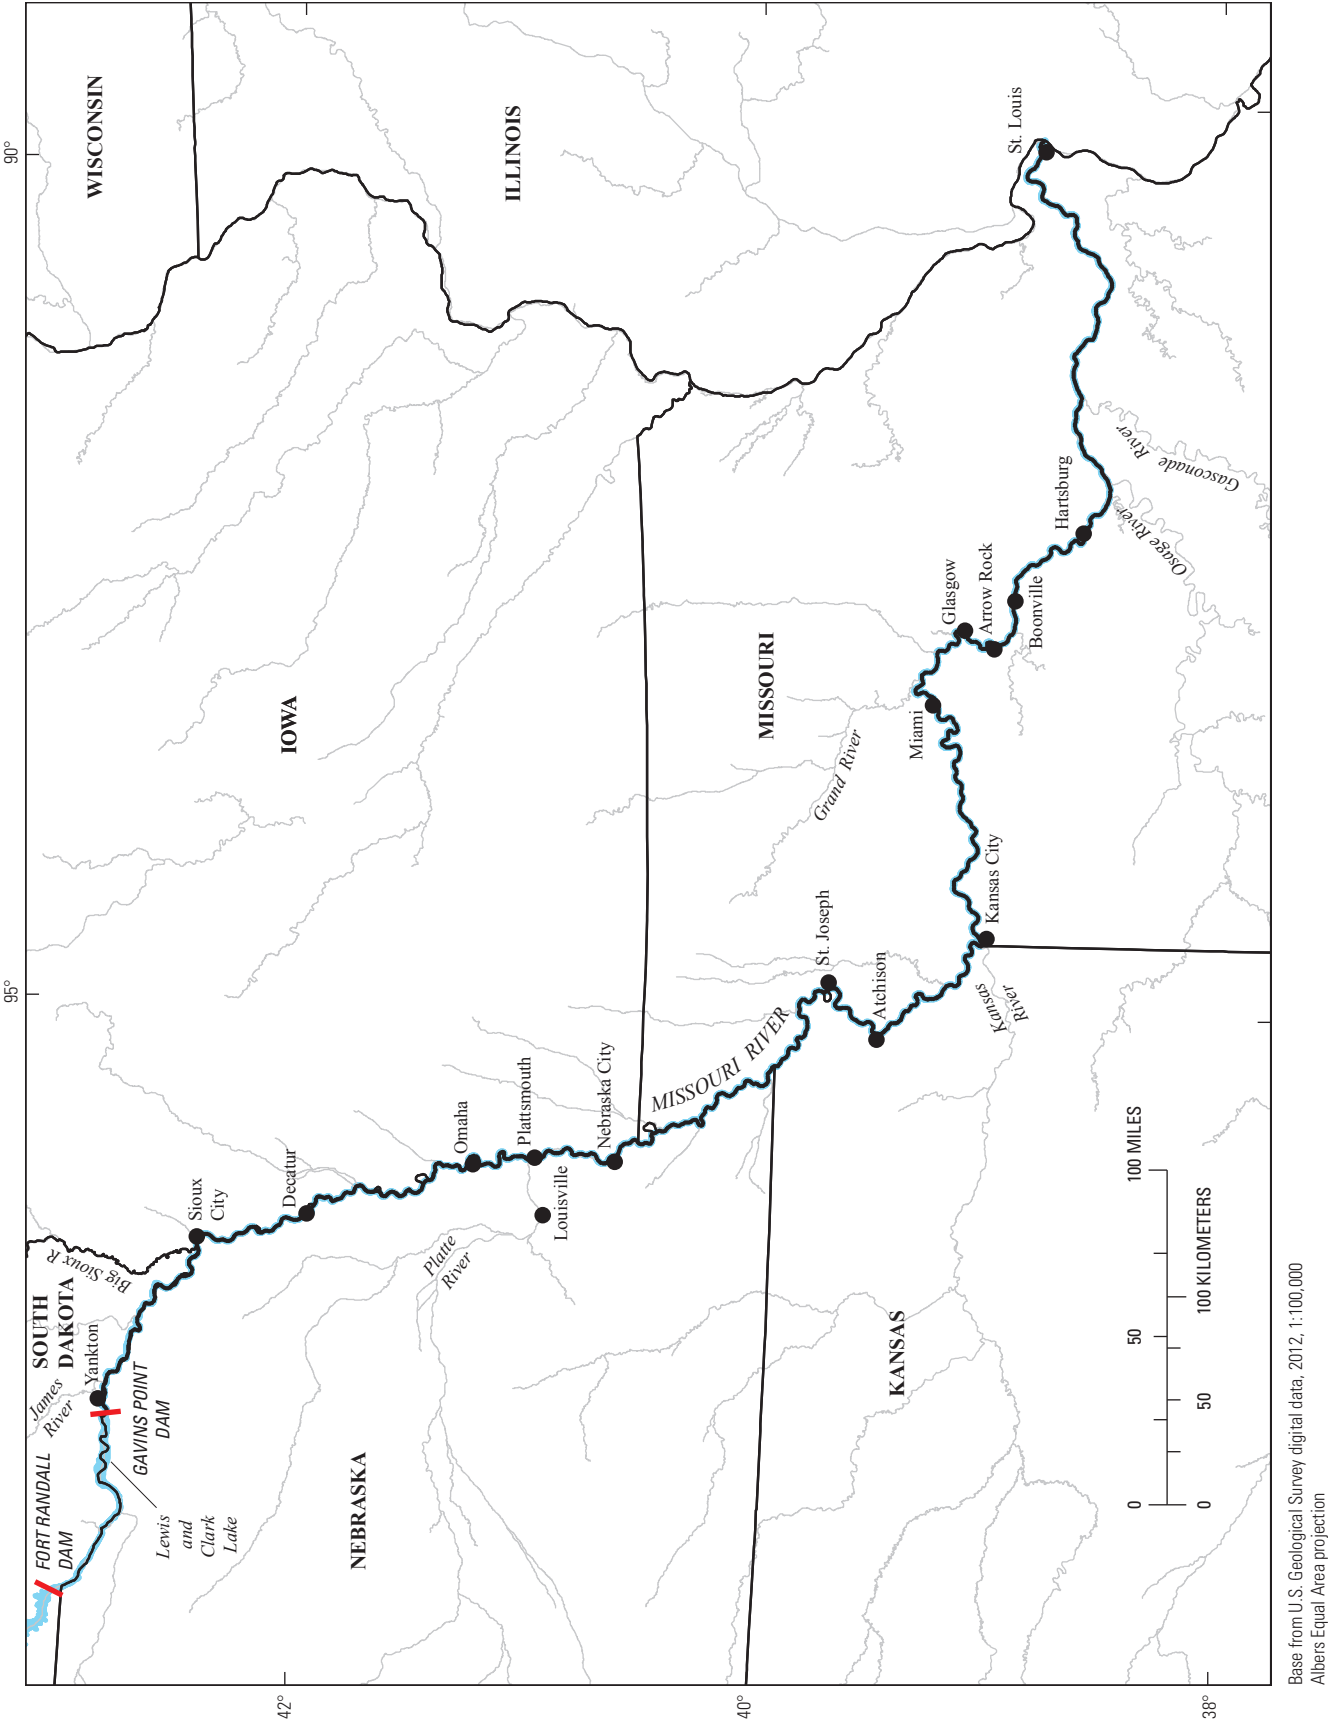 95°
90°
42°
40°
38°
FORT RANDALL
DAM
SOUTH
DAKOTA
James
River
Yankton
Big Sioux R
GAVINS POINT
DAM
Lewis
and
Clark
Lake
Sioux
City
WISCONSIN
NEBRASKA
IOWA
Decatur
Platte
River
Omaha
Plattsmouth
Louisville
Nebraska City
ILLINOIS
MISSOURI RIVER
MISSOURI
Grand River
St. Joseph
Atchison
KANSAS
Kansas
River
Kansas City
Miami
Glasgow
Arrow Rock
Boonville
Hartsburg
Osage River
Gasconade River
St. Louis
0
50
100 MILES
0
50
100 KILOMETERS
Base from U.S. Geological Survey digital data, 2012, 1:100,000
Albers Equal Area projection